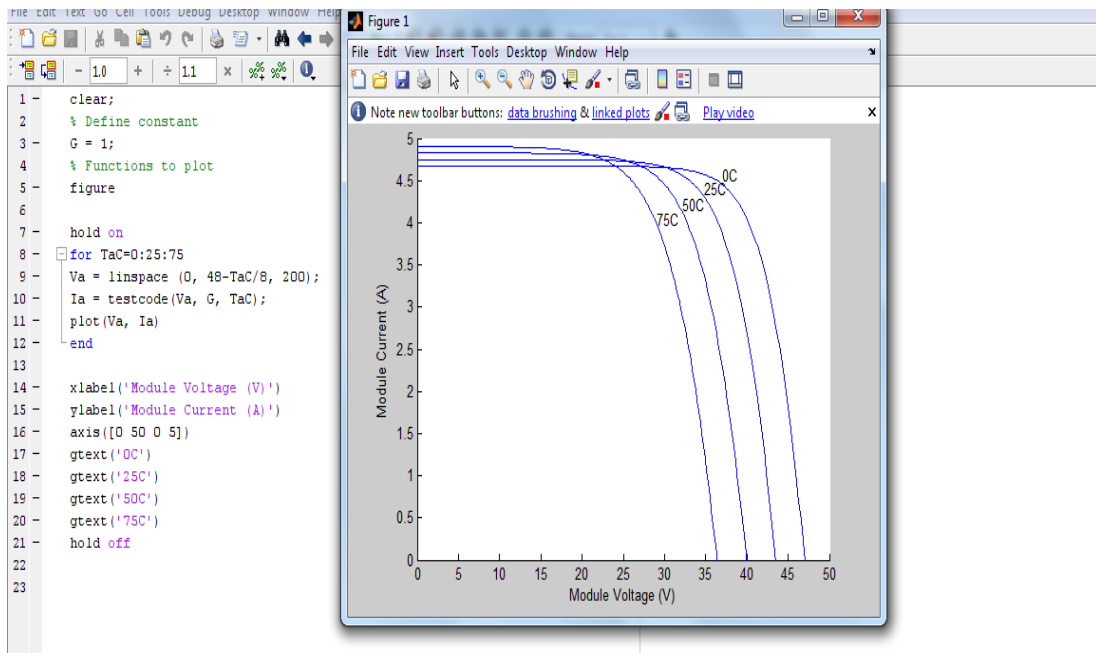 File Edit Text Go Cell Tools Debug Desktop Window Help
- 1.0 + ÷ 1.1 ×
1 - clear;
2 % Define constant
3 - G = 1;
4 % Functions to plot
5 - figure
6
7 - hold on
8 - for TaC=0:25:75
9 - Va = linspace (0, 48-TaC/8, 200);
10 - Ia = testcode(Va, G, TaC);
11 - plot(Va, Ia)
12 - end
13
14 - xlabel('Module Voltage (V)')
15 - ylabel('Module Current (A)')
16 - axis([0 50 0 5])
17 - gtext('0C')
18 - gtext('25C')
19 - gtext('50C')
20 - gtext('75C')
21 - hold off
22
23
Figure 1
File Edit View Insert Tools Desktop Window Help
Note new toolbar buttons: data brushing & linked plots Play video
5
4.5
4
3.5
3
2.5
2
1.5
1
0.5
0
Module Current (A)
0C
25C
50C
75C
0 5 10 15 20 25 30 35 40 45 50
Module Voltage (V)